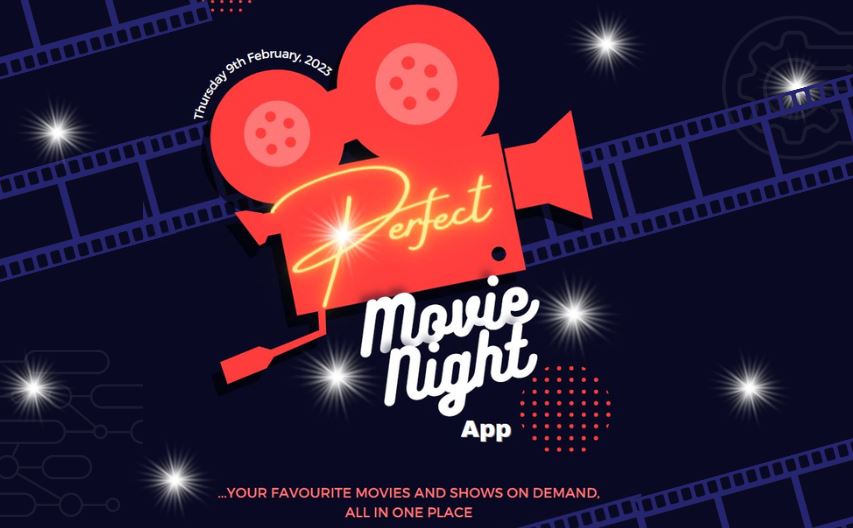 Thursday 9th February, 2023
Perfect
Movie
Night
App
...YOUR FAVOURITE MOVIES AND SHOWS ON DEMAND,
ALL IN ONE PLACE